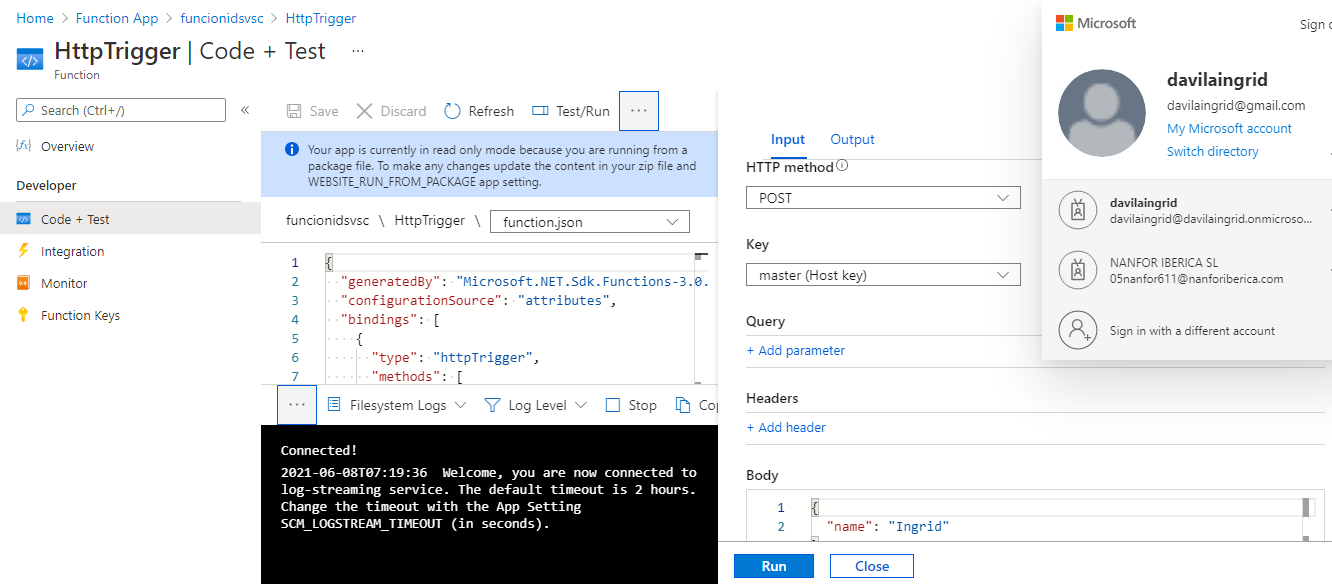 Home > Function App > funcionidsvsc > HttpTrigger
HttpTrigger | Code + Test ...
Function
Search (Ctrl+/)
«
Overview
Developer
Code + Test
Integration
Monitor
Function Keys
Save Discard Refresh Test/Run ...
Your app is currently in read only mode because you are running from a
package file. To make any changes update the content in your zip file and
WEBSITE_RUN_FROM_PACKAGE app setting.
funcionidsvsc \ HttpTrigger \ function.json
1 {
2 "generatedBy": "Microsoft.NET.Sdk.Functions-3.0.
3 "configurationSource": "attributes",
4 "bindings": [
5 {
6 "type": "httpTrigger",
7 "methods": [
... Filesystem Logs Log Level Stop Cop
Connected!
2021-06-08T07:19:36 Welcome, you are now connected to
log-streaming service. The default timeout is 2 hours.
Change the timeout with the App Setting
SCM_LOGSTREAM_TIMEOUT (in seconds).
Input Output
HTTP method
POST
Key
master (Host key)
Query
+ Add parameter
Headers
+ Add header
Body
1 {
2 "name": "Ingrid"
Run Close
Microsoft
Sign o
davilaingrid
davilaingrid@gmail.com
My Microsoft account
Switch directory
davilaingrid
davilaingrid@davilaingrid.onmicroso...
NANFOR IBERICA SL
05nanfor611@nanforiberica.com
Sign in with a different account